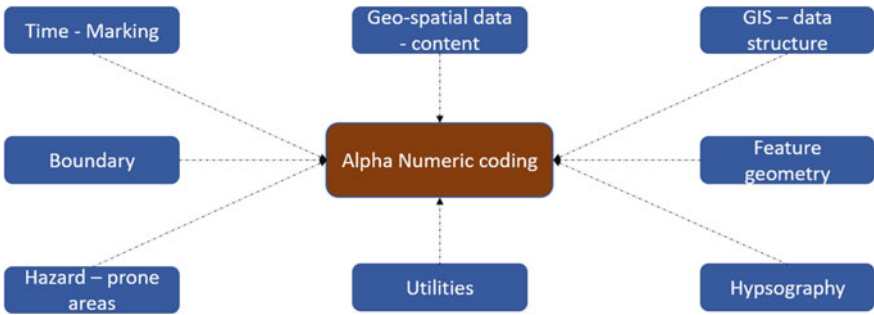 Time - Marking
Geo-spatial data
- content
GIS – data
structure
Boundary
Alpha Numeric coding
Feature
geometry
Hazard – prone
areas
Utilities
Hypsography